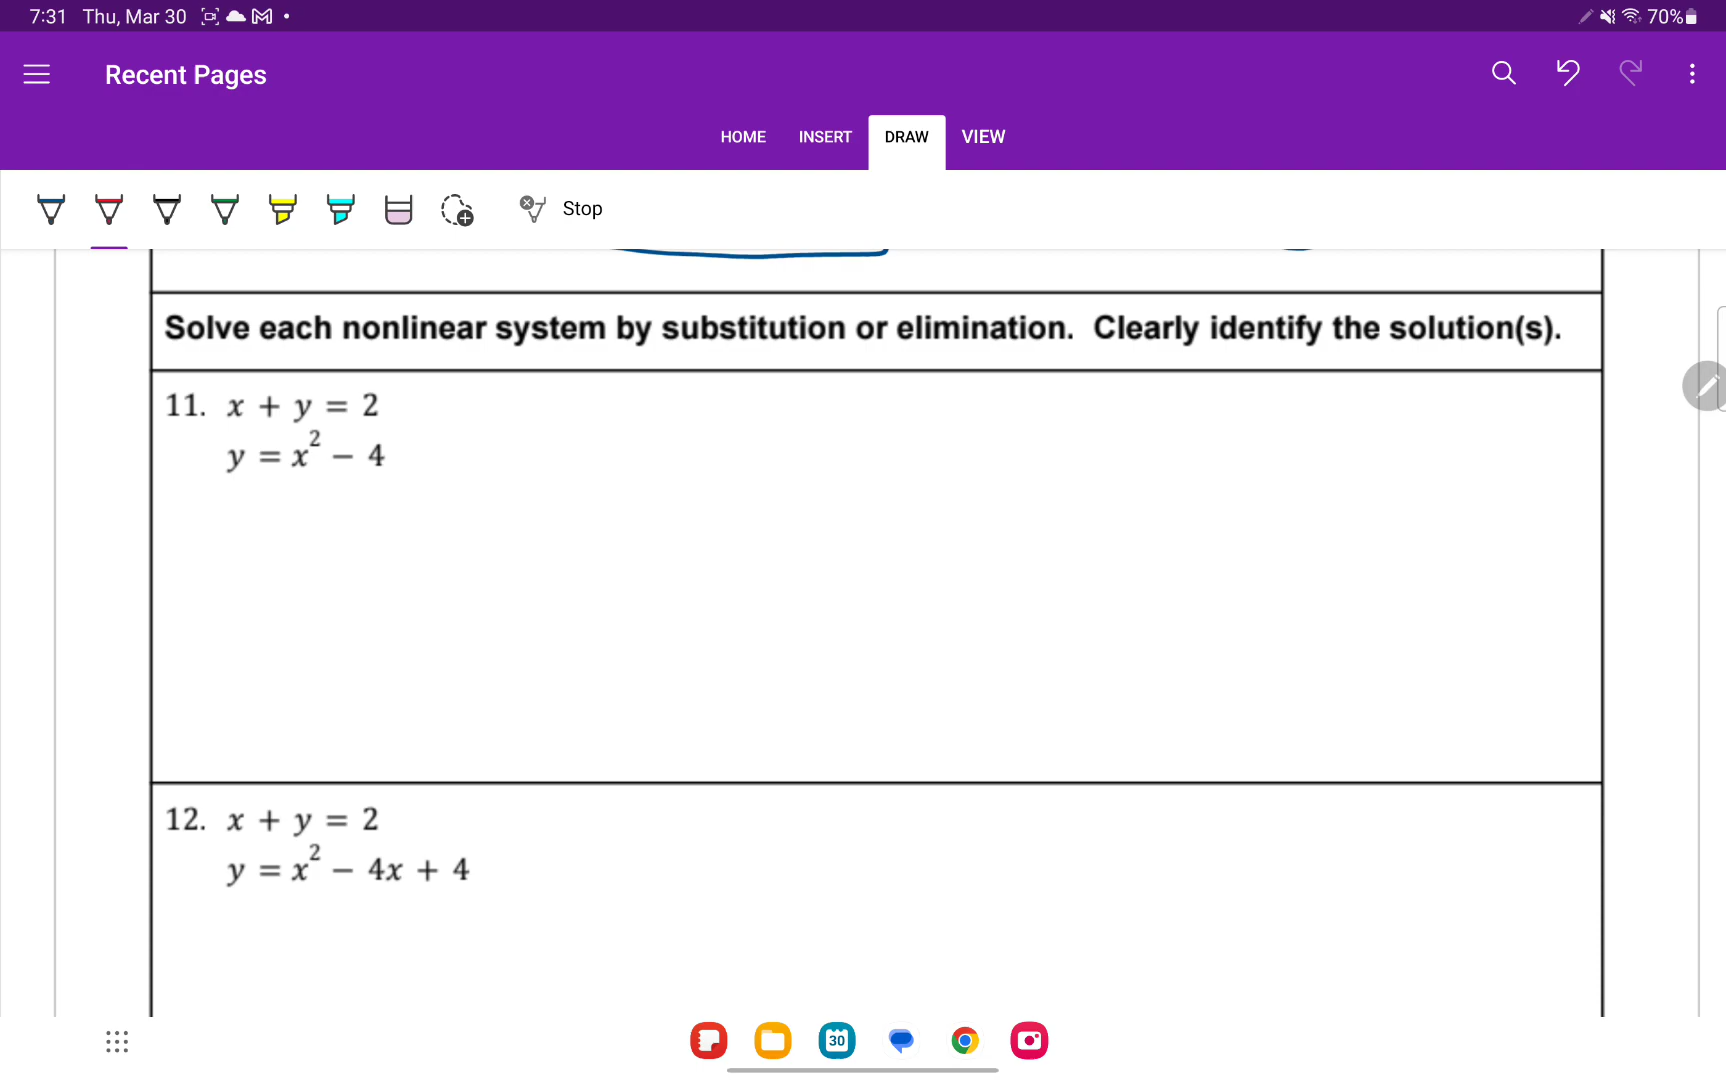 7:31 Thu, Mar 30 70%
Recent Pages
HOME INSERT DRAW VIEW
Stop
Solve each nonlinear system by substitution or elimination. Clearly identify the solution(s).
11. x + y = 2
y = x² − 4
12. x + y = 2
y = x² − 4x + 4
30